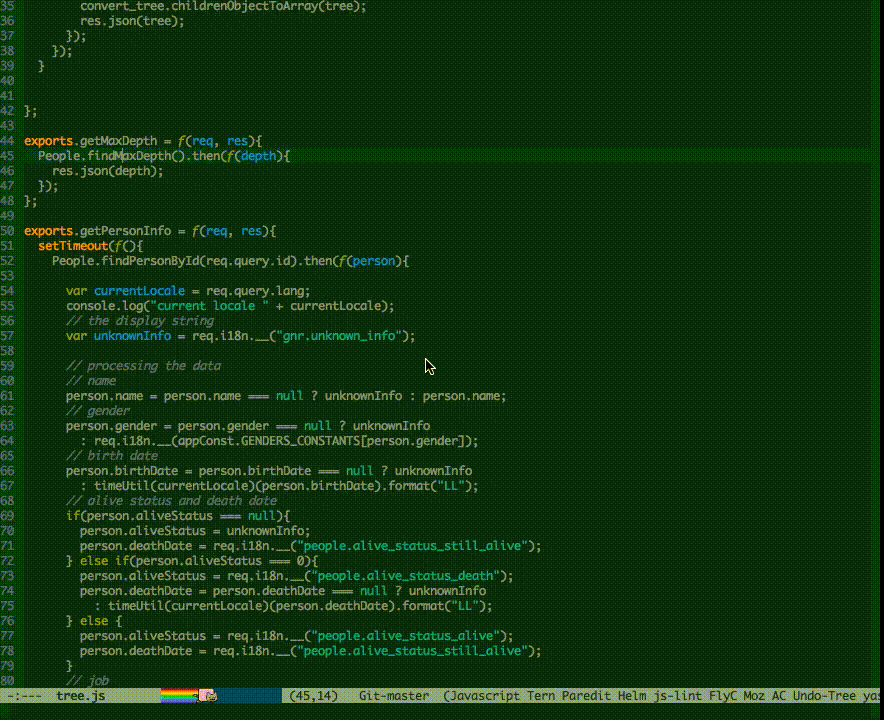 35         convert_tree.childrenObjectToArray(tree);
36         res.json(tree);
37       });
38     });
39   }
40
41
42 };
43
44 exports.getMaxDepth = f(req, res){
45   People.findMaxDepth().then(f(depth){
46     res.json(depth);
47   });
48 };
49
50 exports.getPersonInfo = f(req, res){
51   setTimeout(f(){
52     People.findPersonById(req.query.id).then(f(person){
53
54       var currentLocale = req.query.lang;
55       console.log("current locale " + currentLocale);
56       // the display string
57       var unknownInfo = req.i18n.__("gnr.unknown_info");
58
59       // processing the data
60       // name
61       person.name = person.name === null ? unknownInfo : person.name;
62       // gender
63       person.gender = person.gender === null ? unknownInfo
64         : req.i18n.__(appConst.GENDERS_CONSTANTS[person.gender]);
65       // birth date
66       person.birthDate = person.birthDate === null ? unknownInfo
67         : timeUtil(currentLocale)(person.birthDate).format("LL");
68       // alive status and death date
69       if(person.aliveStatus === null){
70         person.aliveStatus = unknownInfo;
71         person.deathDate = req.i18n.__("people.alive_status_still_alive");
72       } else if(person.aliveStatus === 0){
73         person.aliveStatus = req.i18n.__("people.alive_status_death");
74         person.deathDate = person.deathDate === null ? unknownInfo
75           : timeUtil(currentLocale)(person.deathDate).format("LL");
76       } else {
77         person.aliveStatus = req.i18n.__("people.alive_status_alive");
78         person.deathDate = req.i18n.__("people.alive_status_still_alive");
79       }
80       // job
-:--- tree.js (45,14) Git-master (Javascript Tern Paredit Helm js-lint FlyC Moz AC Undo-Tree yas